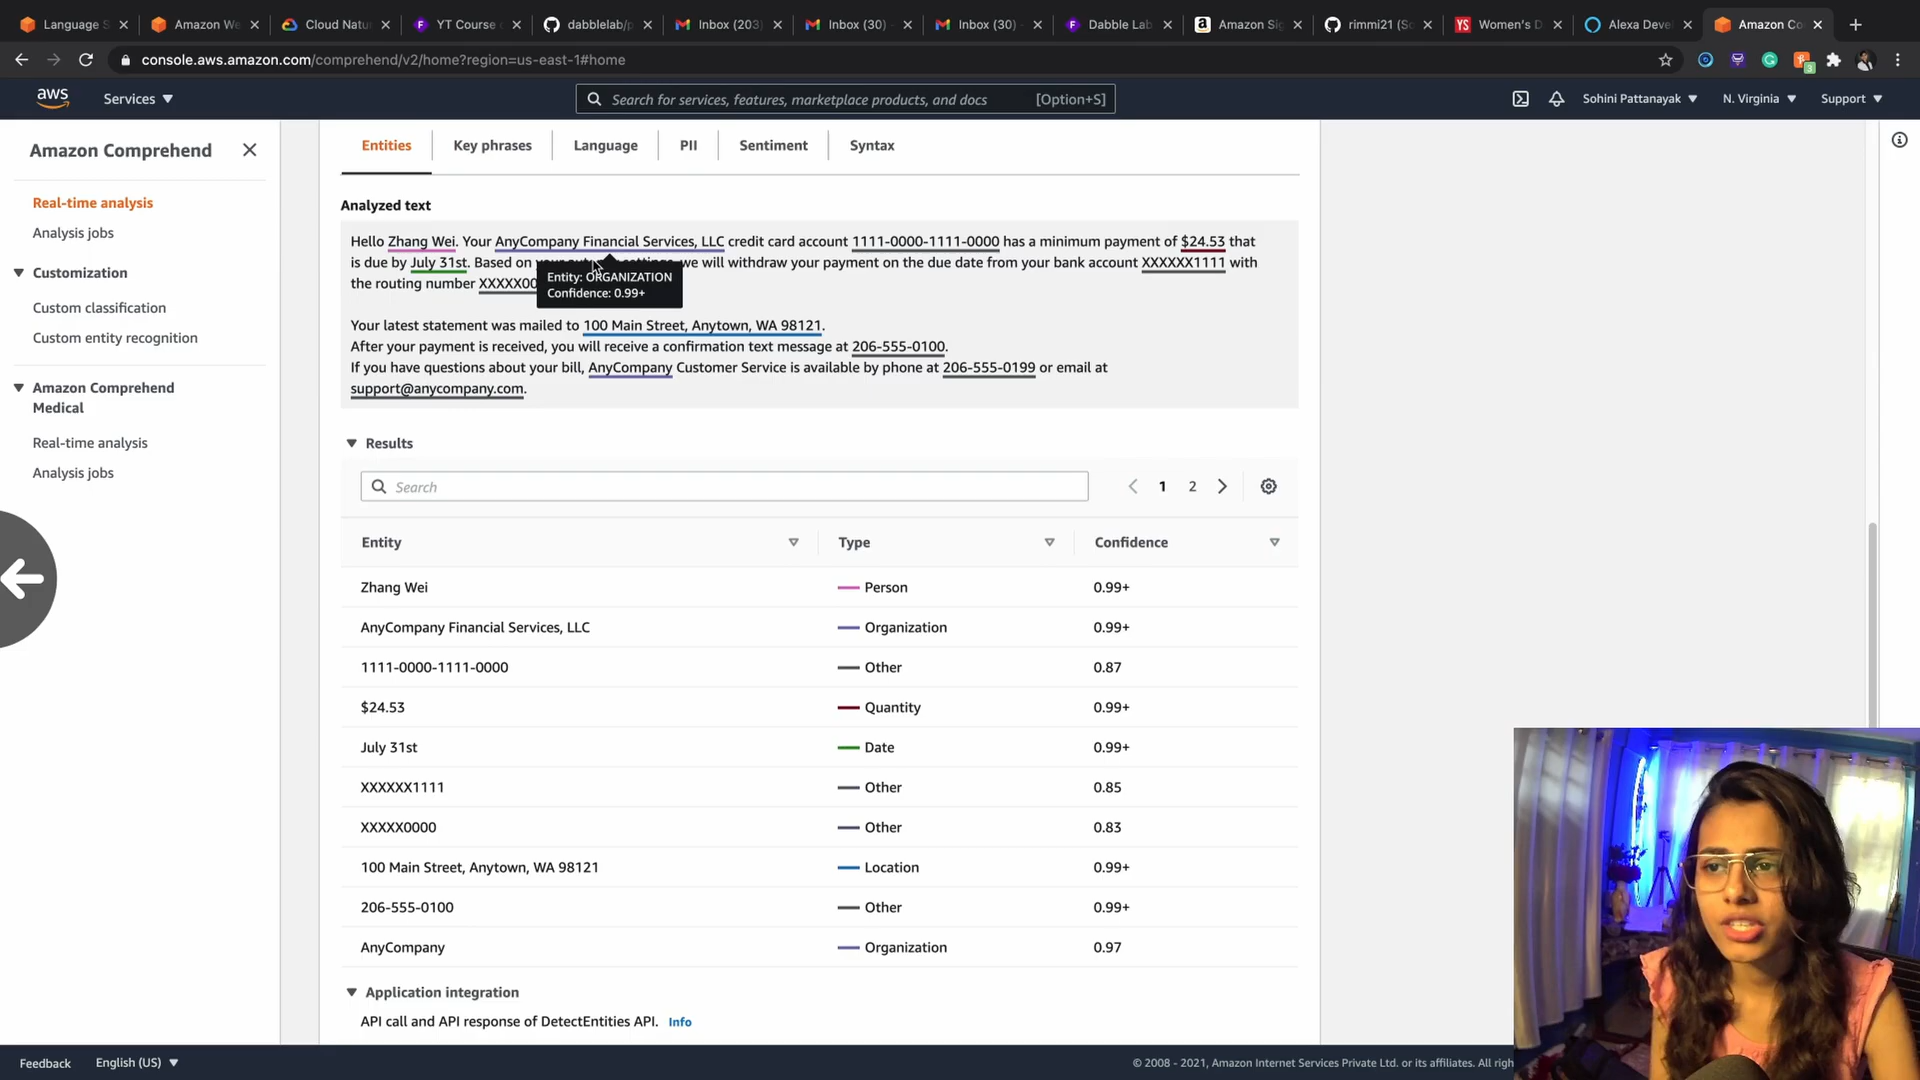 Language S
Amazon We
Cloud Natu
YT Course
dabblelab/p
Inbox (203)
Inbox (30)
Inbox (30)
Dabble Lab
Amazon Sig
rimmi21 (So
Women's D
Alexa Deve
Amazon Co
console.aws.amazon.com/comprehend/v2/home?region=us-east-1#home
3
aws
Services
Search for services, features, marketplace products, and docs
[Option+S]
Sohini Pattanayak
N. Virginia
Support
Amazon Comprehend
Real-time analysis
Analysis jobs
Customization
Custom classification
Custom entity recognition
Amazon Comprehend
Medical
Real-time analysis
Analysis jobs
Entities
Key phrases
Language
PII
Sentiment
Syntax
Analyzed text
Hello Zhang Wei. Your AnyCompany Financial Services, LLC credit card account 1111-0000-1111-0000 has a minimum payment of $24.53 that
is due by July 31st. Based on we will withdraw your payment on the due date from your bank account XXXXXX1111 with
the routing number XXXXX00
Entity: ORGANIZATION
Confidence: 0.99+
Your latest statement was mailed to 100 Main Street, Anytown, WA 98121.
After your payment is received, you will receive a confirmation text message at 206-555-0100.
If you have questions about your bill, AnyCompany Customer Service is available by phone at 206-555-0199 or email at
support@anycompany.com.
Results
Search
1
2
Entity
Type
Confidence
Zhang Wei Person 0.99+
AnyCompany Financial Services, LLC Organization 0.99+
1111-0000-1111-0000 Other 0.87
$24.53 Quantity 0.99+
July 31st Date 0.99+
XXXXXX1111 Other 0.85
XXXXX0000 Other 0.83
100 Main Street, Anytown, WA 98121 Location 0.99+
206-555-0100 Other 0.99+
AnyCompany Organization 0.97
Application integration
API call and API response of DetectEntities API. Info
Feedback
English (US)
© 2008 - 2021, Amazon Internet Services Private Ltd. or its affiliates. All righ